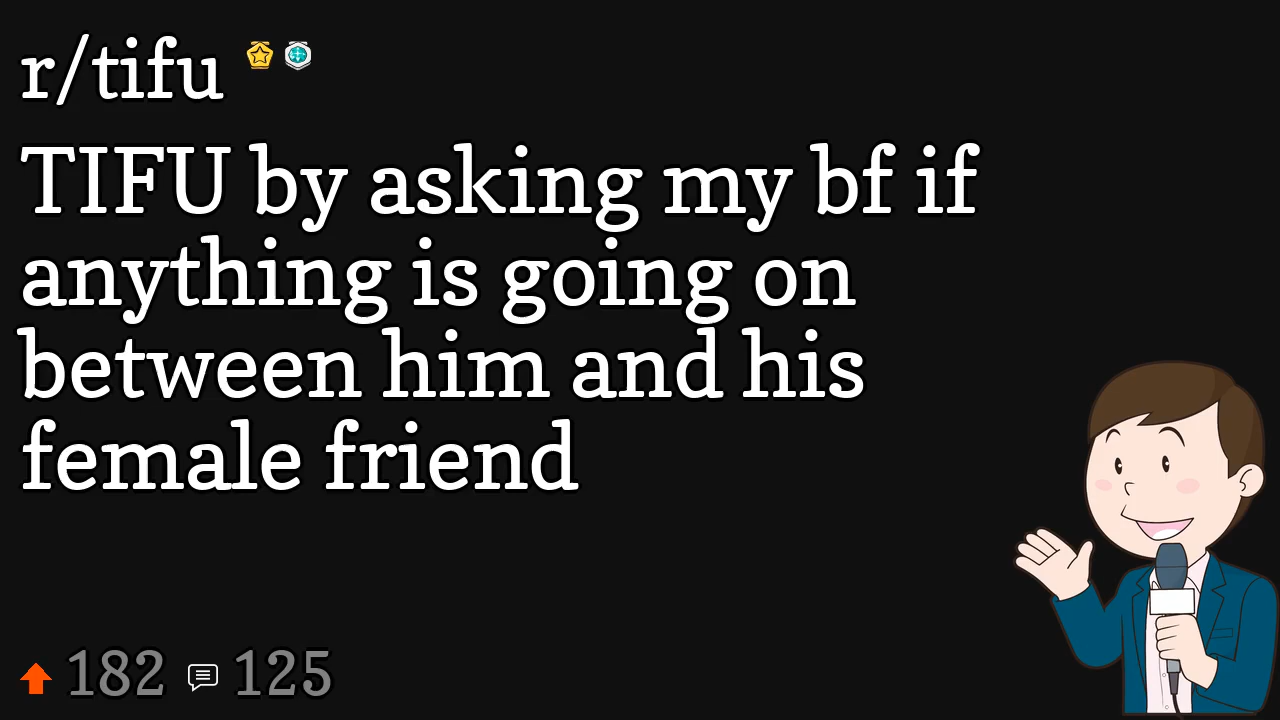 r/tifu
TIFU by asking my bf if
anything is going on
between him and his
female friend
182 125